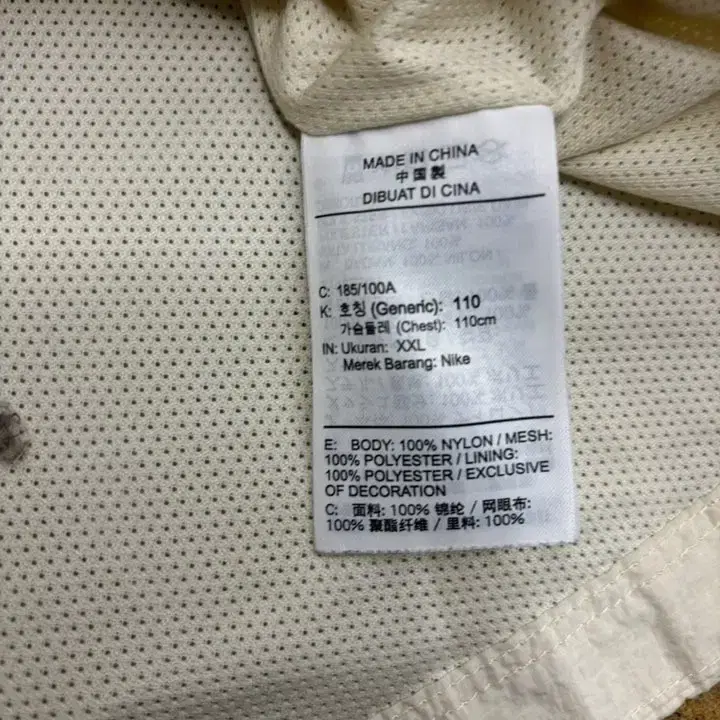 MADE IN CHINA
中国製
DIBUAT DI CINA
C: 185/100A
K: 호칭 (Generic): 110
가슴둘레 (Chest): 110cm
IN: Ukuran: XXL
Merek Barang: Nike
E: BODY: 100% NYLON / MESH:
100% POLYESTER / LINING:
100% POLYESTER / EXCLUSIVE
OF DECORATION
C: 面料: 100% 锦纶 / 网眼布:
100% 聚酯纤维 / 里料: 100%